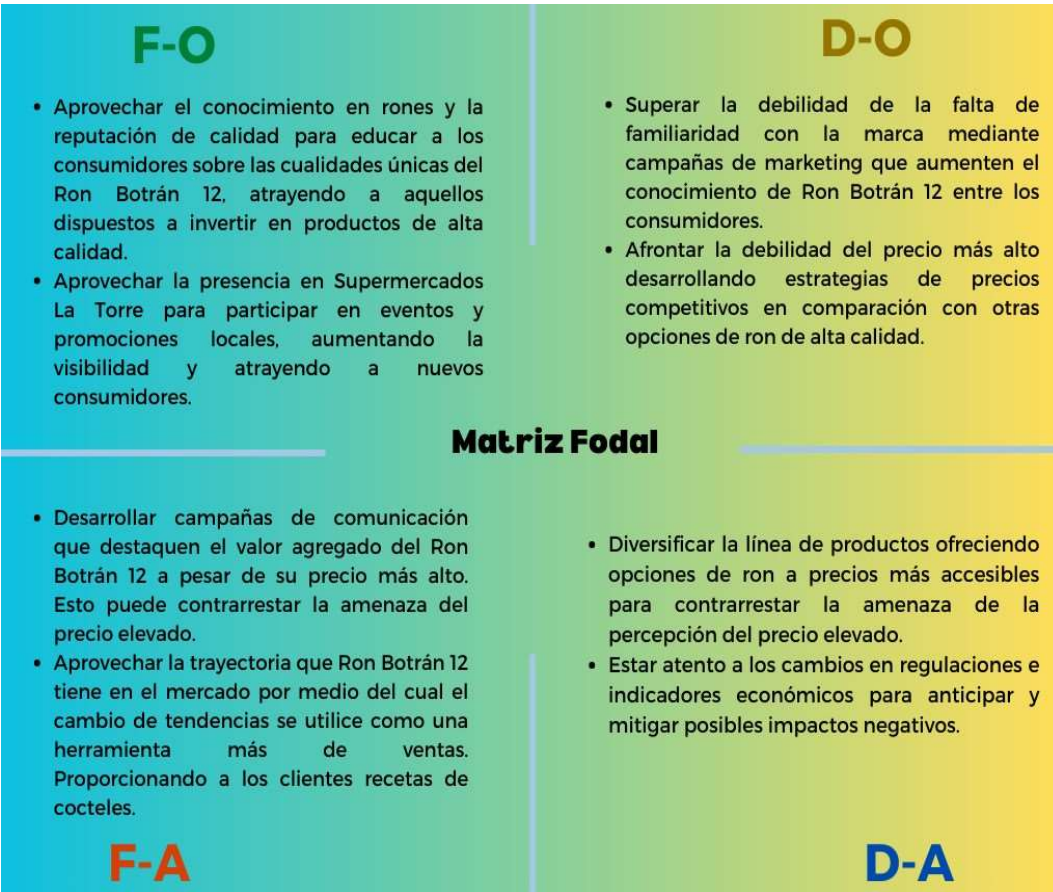 F-O
• Aprovechar el conocimiento en rones y la
reputación de calidad para educar a los
consumidores sobre las cualidades únicas del
Ron Botrán 12, atrayendo a aquellos
dispuestos a invertir en productos de alta
calidad.
• Aprovechar la presencia en Supermercados
La Torre para participar en eventos y
promociones locales, aumentando la
visibilidad y atrayendo a nuevos
consumidores.
D-O
• Superar la debilidad de la falta de
familiaridad con la marca mediante
campañas de marketing que aumenten el
conocimiento de Ron Botrán 12 entre los
consumidores.
• Afrontar la debilidad del precio más alto
desarrollando estrategias de precios
competitivos en comparación con otras
opciones de ron de alta calidad.
Matriz Fodal
• Desarrollar campañas de comunicación
que destaquen el valor agregado del Ron
Botrán 12 a pesar de su precio más alto.
Esto puede contrarrestar la amenaza del
precio elevado.
• Aprovechar la trayectoria que Ron Botrán 12
tiene en el mercado por medio del cual el
cambio de tendencias se utilice como una
herramienta más de ventas.
Proporcionando a los clientes recetas de
cocteles.
F-A
• Diversificar la línea de productos ofreciendo
opciones de ron a precios más accesibles
para contrarrestar la amenaza de la
percepción del precio elevado.
• Estar atento a los cambios en regulaciones e
indicadores económicos para anticipar y
mitigar posibles impactos negativos.
D-A